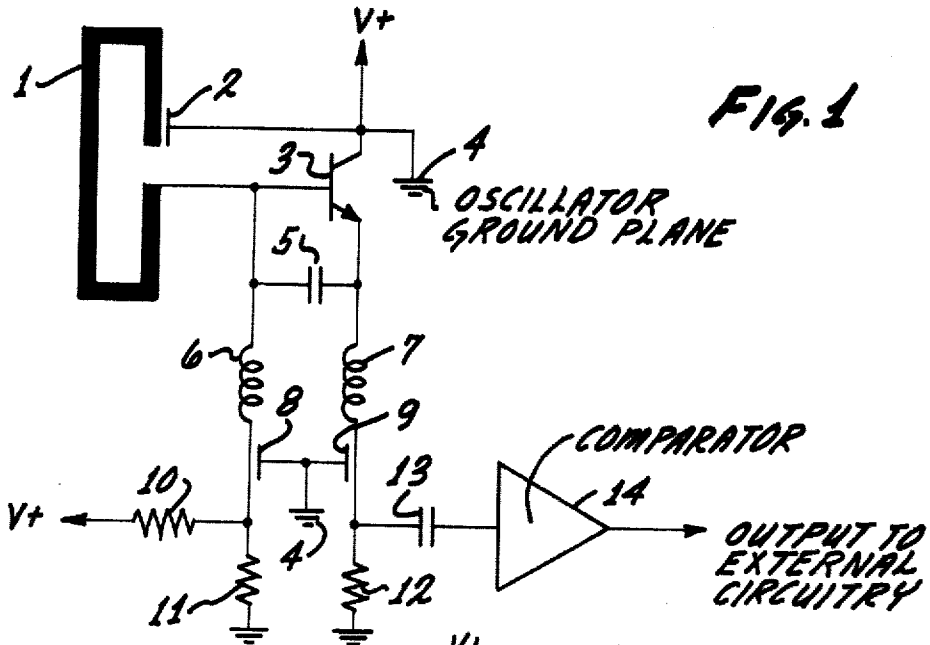 V+
1
2
FIG. 1
3
4
OSCILLATOR
GROUND PLANE
5
6
7
8
9
COMPARATOR
10
13
14
V+
4
OUTPUT TO
EXTERNAL
CIRCUITRY
11
12
V+